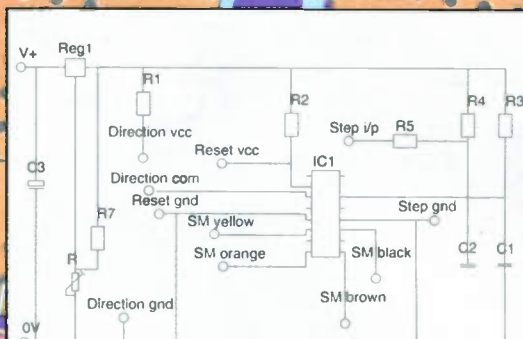 Reg1
V+
R1
R2
R4
R3
Step i/p
R5
Direction vcc
Reset vcc
IC1
C3
Direction com
Reset gnd
Step gnd
R7
SM yellow
SM orange
SM black
C2
C1
R
SM brown
Direction gnd
0V